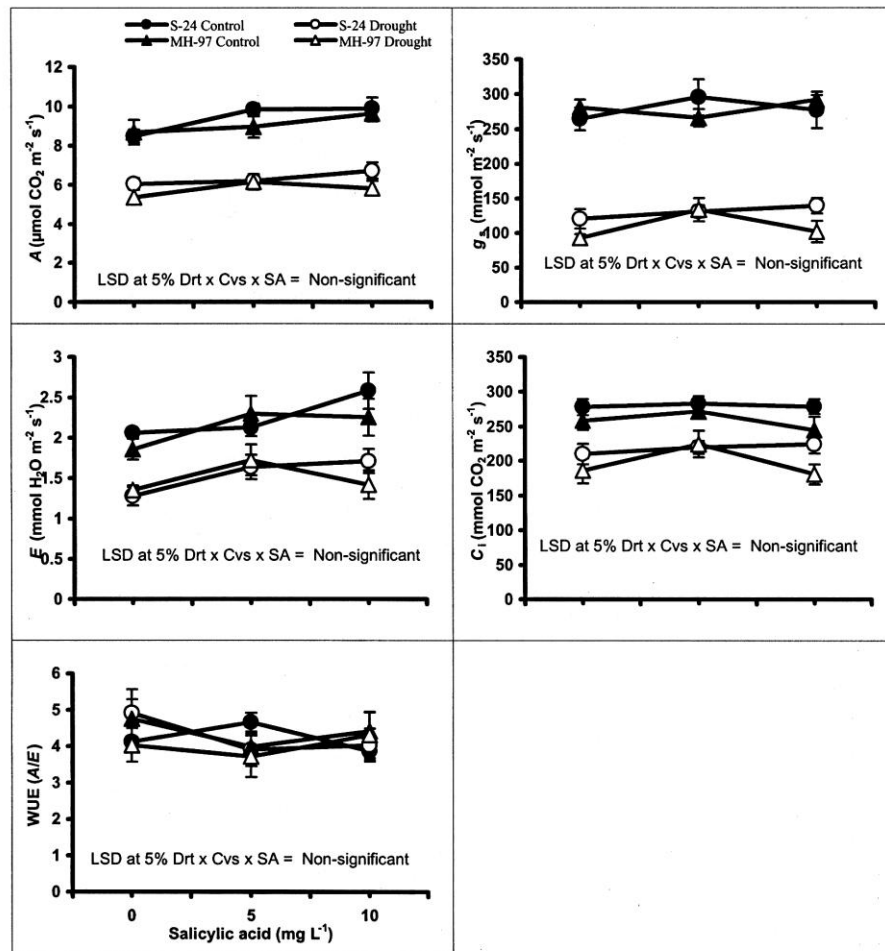 S-24 Control S-24 Drought
MH-97 Control MH-97 Drought
A (µmol CO2 m-2 s-1)
12
10
8
6
4
2
0
LSD at 5% Drt x Cvs x SA = Non-significant
gs (mmol m-2 s-1)
350
300
250
200
150
100
50
0
LSD at 5% Drt x Cvs x SA = Non-significant
E (mmol H2O m-2 s-1)
3
2.5
2
1.5
1
0.5
0
LSD at 5% Drt x Cvs x SA = Non-significant
Ci (mmol CO2 m-2 s-1)
350
300
250
200
150
100
50
0
LSD at 5% Drt x Cvs x SA = Non-significant
WUE (A/E)
6
5
4
3
2
1
0
LSD at 5% Drt x Cvs x SA = Non-significant
0 5 10
Salicylic acid (mg L-1)